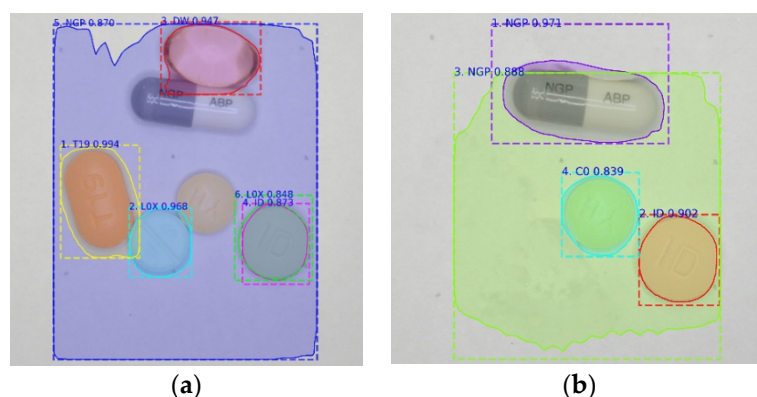 5. NGP 0.870
3. DW 0.947
NGP
ABP
1. T19 0.994
T19
2. L0X 0.968
6. L0X 0.848
4. ID 0.873
ID
(a)
1. NGP 0.971
3. NGP 0.888
NGP
ABP
4. C0 0.839
2. ID 0.902
ID
(b)